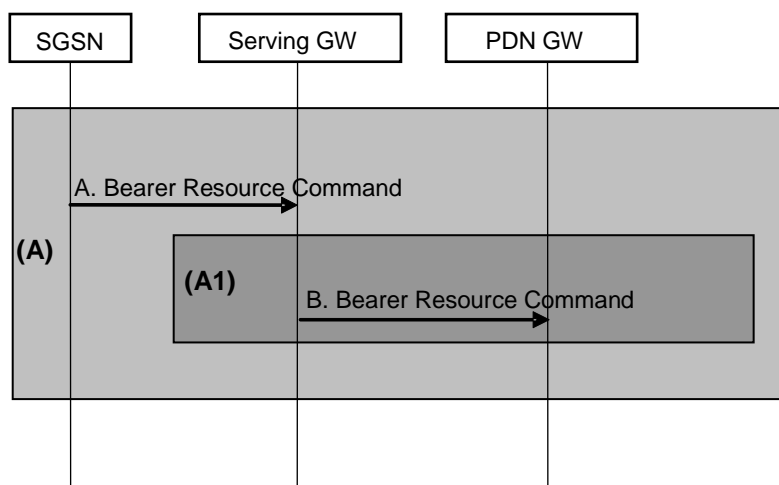 SGSN
Serving GW
PDN GW
A. Bearer Resource Command
(A)
(A1)
B. Bearer Resource Command